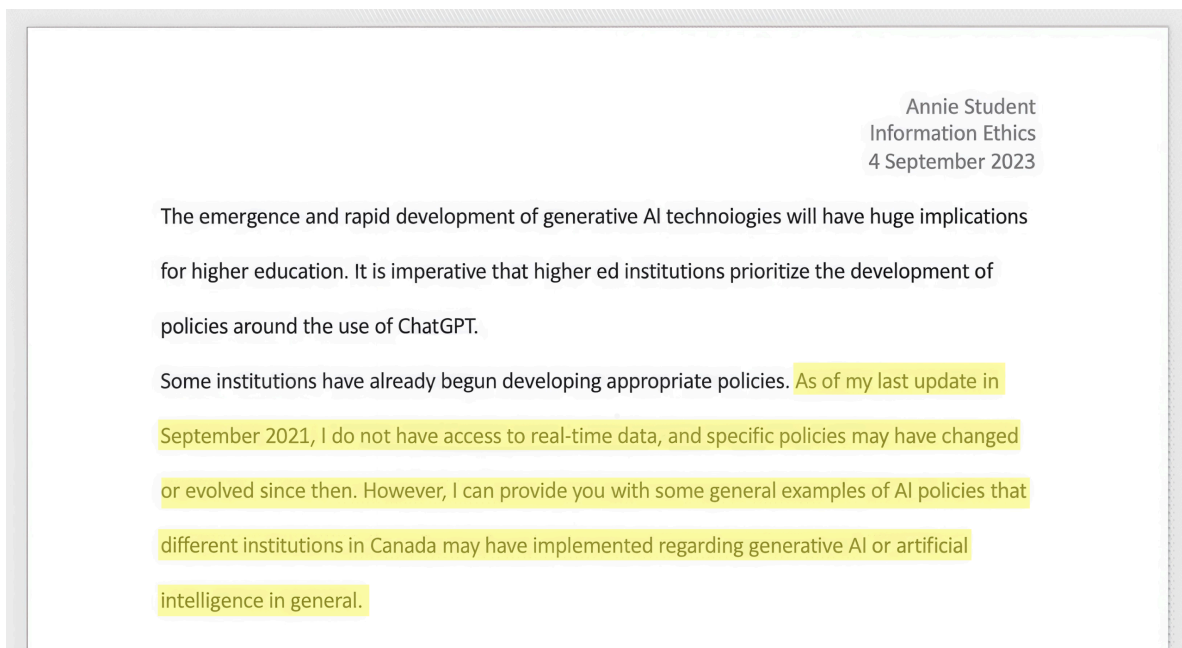 Annie Student
Information Ethics
4 September 2023
The emergence and rapid development of generative AI technoiogies will have huge implications
for higher education. It is imperative that higher ed institutions prioritize the development of
policies around the use of ChatGPT.
Some institutions have already begun developing appropriate policies. As of my last update in
September 2021, I do not have access to real-time data, and specific policies may have changed
or evolved since then. However, I can provide you with some general examples of AI policies that
different institutions in Canada may have implemented regarding generative AI or artificial
intelligence in general.